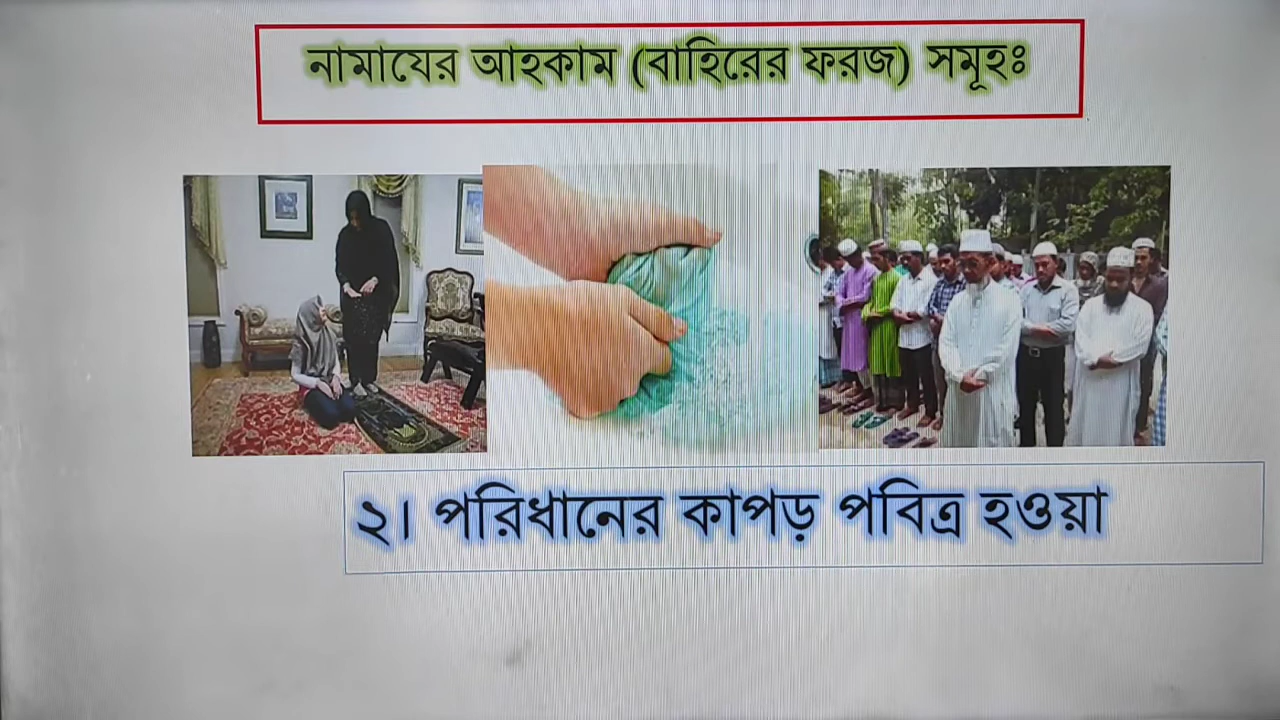 নামাযের আহকাম (বাহিরের ফরজ) সমূহঃ
২। পরিধানের কাপড় পবিত্র হওয়া